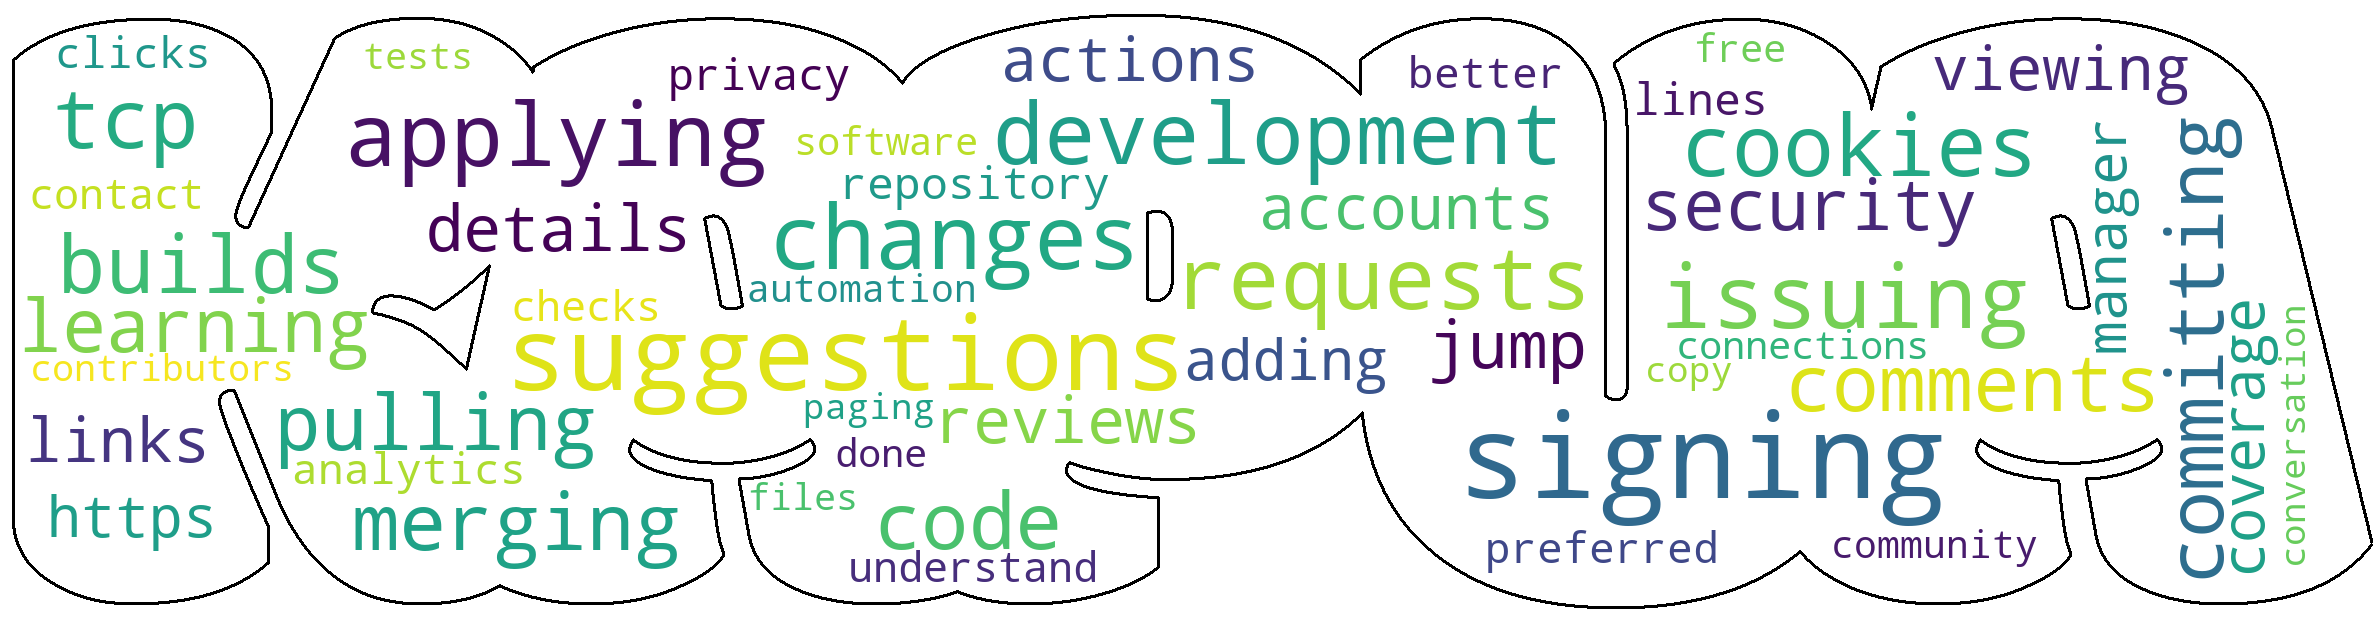 clicks
tcp
contact
builds
learning
contributors
links
https
tests
applying
privacy
details
software
repository
changes
automation
checks
suggestions
pulling
analytics
merging
paging
reviews
done
files
code
understand
actions
development
better
accounts
requests
adding
jump
free
lines
viewing
cookies
security
manager
issuing
connections
copy
comments
signing
preferred
community
committing
coverage
conversation